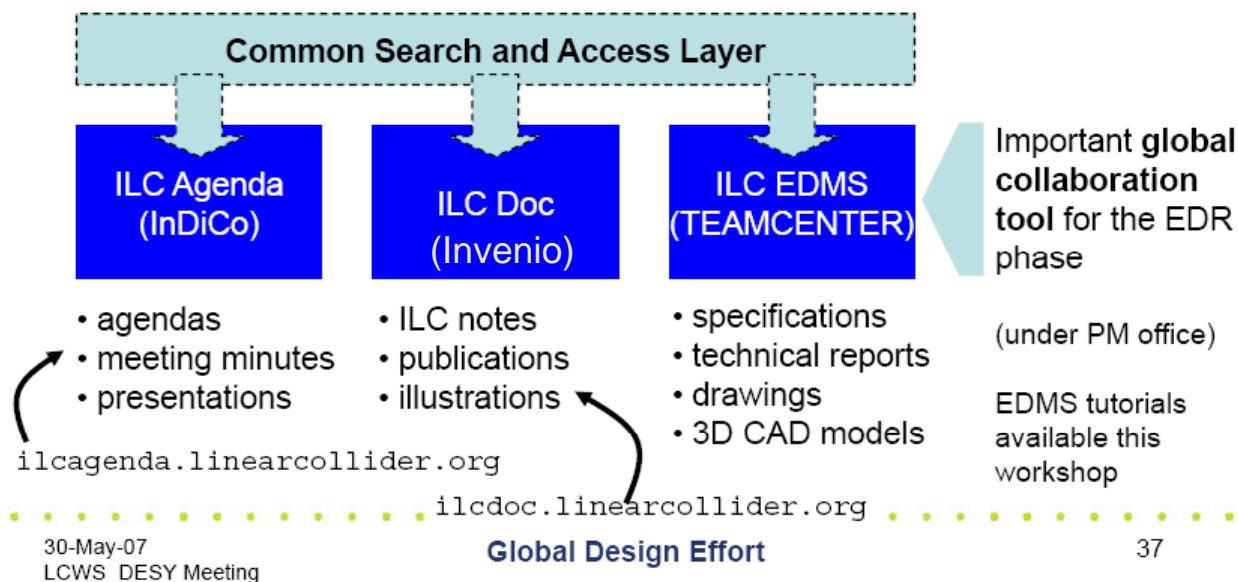 Common Search and Access Layer
ILC Agenda
(InDiCo)
ILC Doc
(Invenio)
ILC EDMS
(TEAMCENTER)
Important global
collaboration
tool for the EDR
phase
(under PM office)
EDMS tutorials
available this
workshop
• agendas
• meeting minutes
• presentations
• ILC notes
• publications
• illustrations
• specifications
• technical reports
• drawings
• 3D CAD models
ilcagenda.linearcollider.org
ilcdoc.linearcollider.org
30-May-07
LCWS DESY Meeting
Global Design Effort
37